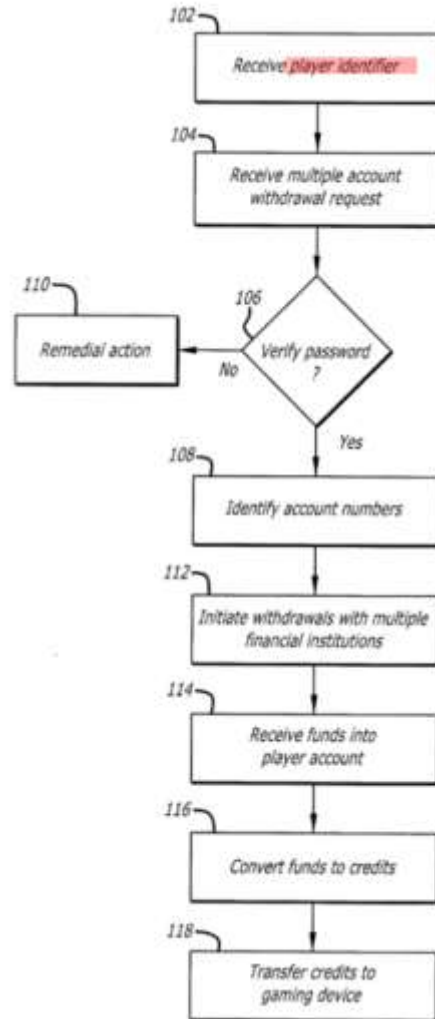 102
Receive player identifier
104
Receive multiple account
withdrawal request
110
106
Remedial action
No
Verify password
?
Yes
108
Identify account numbers
112
Initiate withdrawals with multiple
financial institutions
114
Receive funds into
player account
116
Convert funds to credits
118
Transfer credits to
gaming device